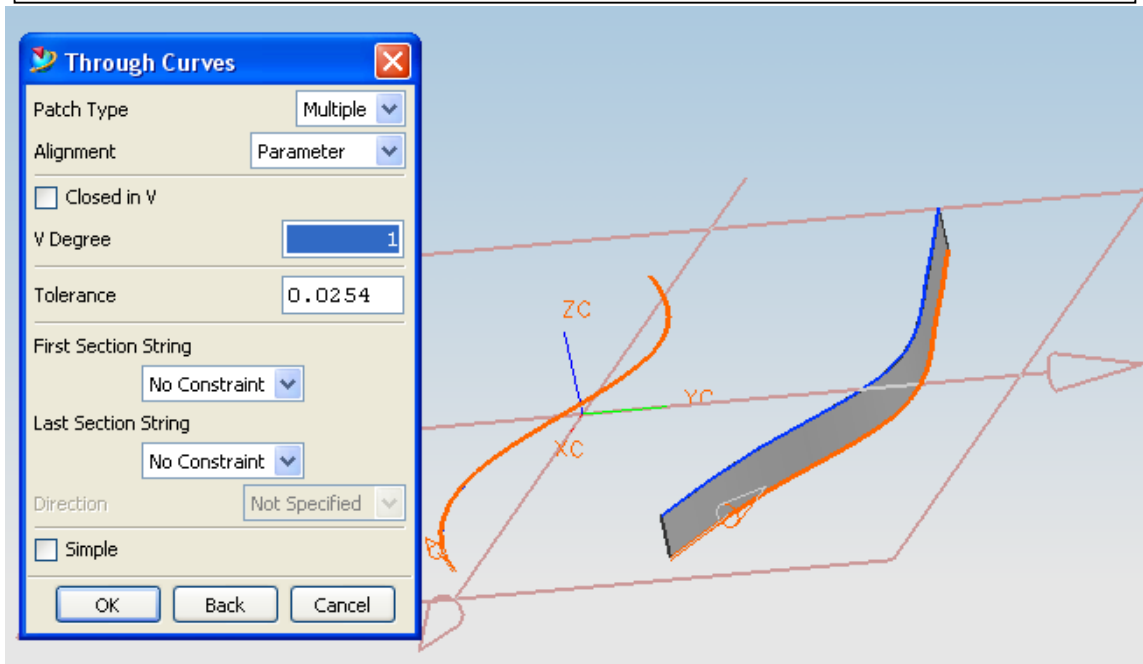 Through Curves
Patch Type Multiple
Alignment Parameter
Closed in V
V Degree 1
Tolerance 0.0254
First Section String
No Constraint
Last Section String
No Constraint
Direction Not Specified
Simple
OK Back Cancel
ZC
YC
XC